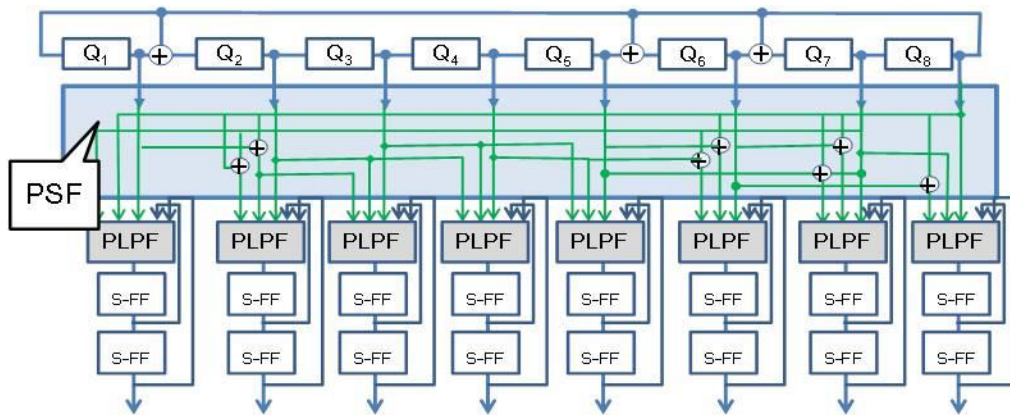 Q1 Q2 Q3 Q4 Q5 Q6 Q7 Q8
PSF
PLPF PLPF PLPF PLPF PLPF PLPF PLPF PLPF
S-FF S-FF S-FF S-FF S-FF S-FF S-FF S-FF
S-FF S-FF S-FF S-FF S-FF S-FF S-FF S-FF